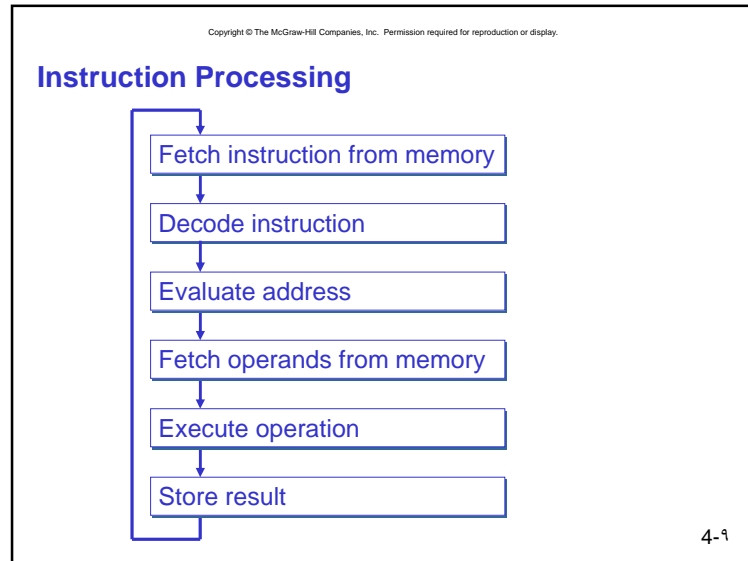 Copyright © The McGraw-Hill Companies, Inc. Permission required for reproduction or display.
Instruction Processing
Fetch instruction from memory
Decode instruction
Evaluate address
Fetch operands from memory
Execute operation
Store result
4-٩